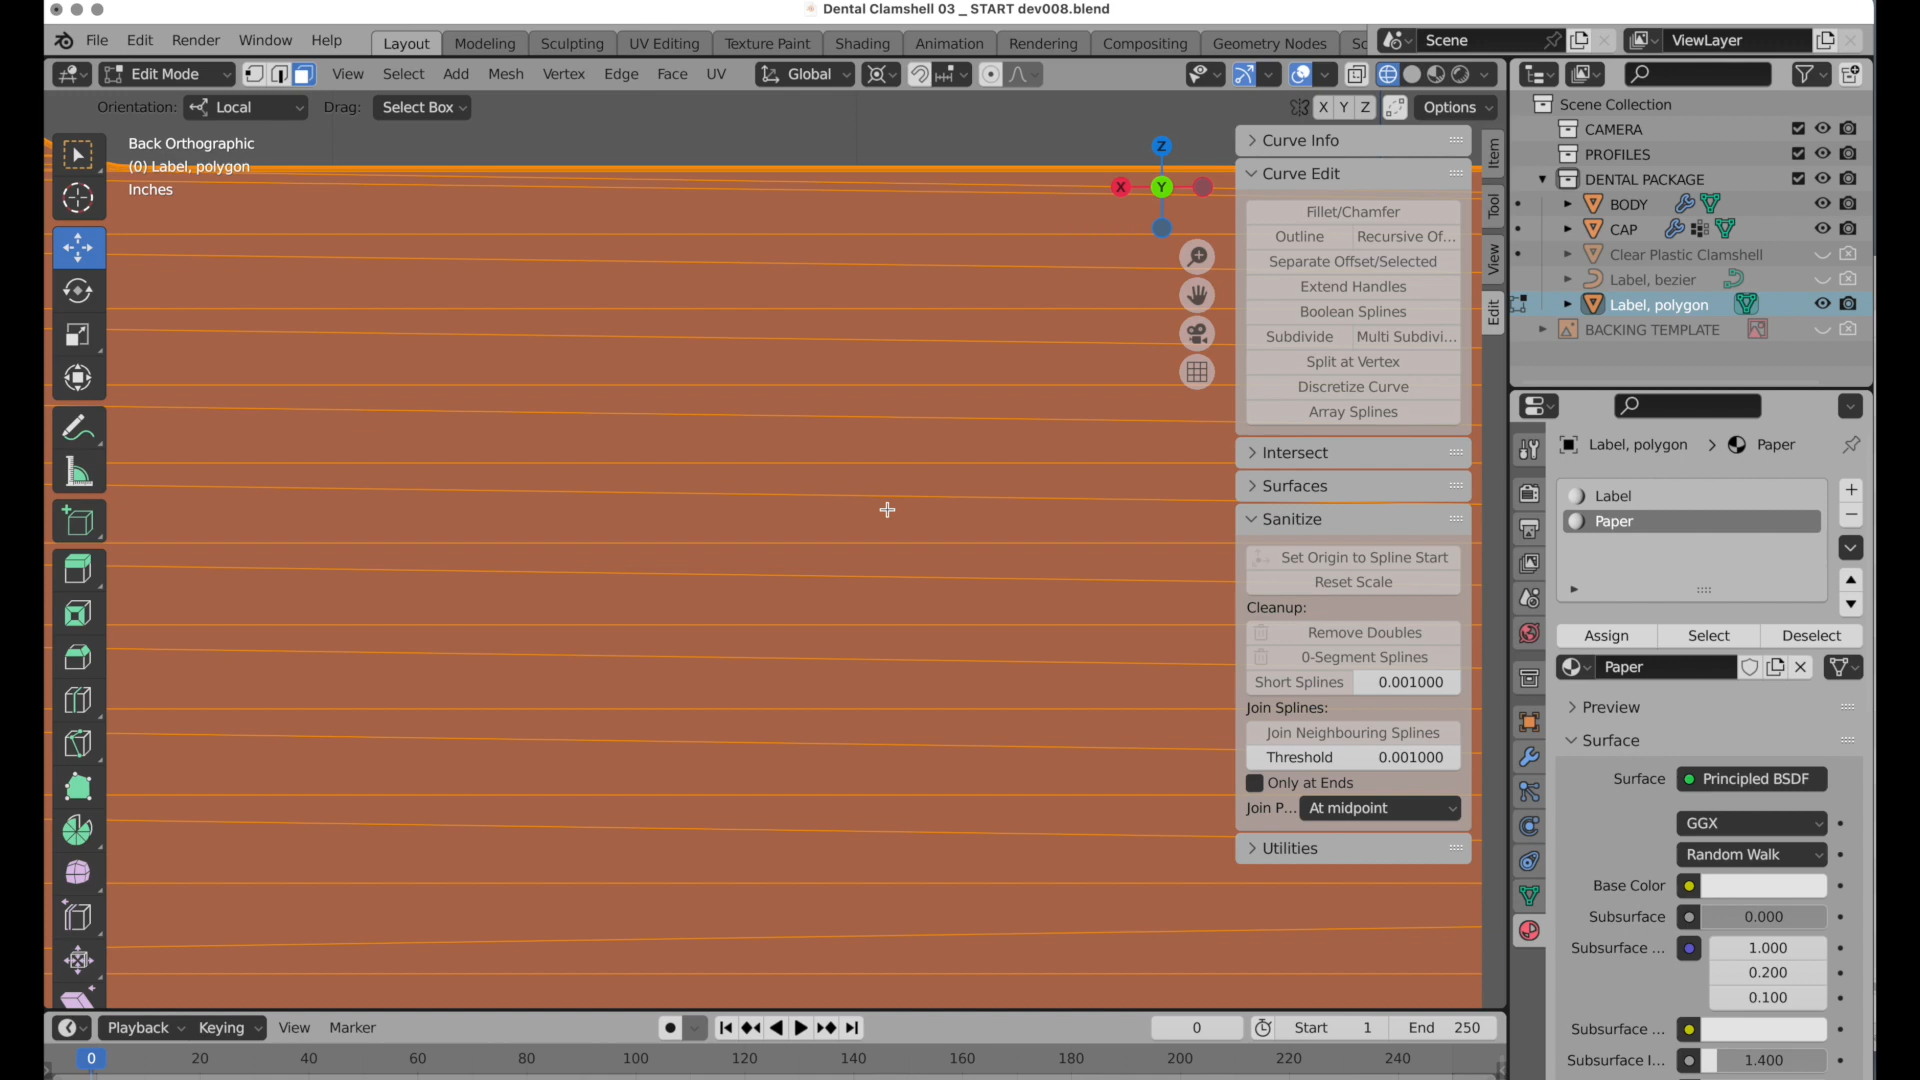 Dental Clamshell 03 _ START dev008.blend
File Edit Render Window Help Layout Modeling Sculpting UV Editing Texture Paint Shading Animation Rendering Compositing Geometry Nodes Sc Scene ViewLayer
Edit Mode View Select Add Mesh Vertex Edge Face UV Global
Orientation: Local Drag: Select Box X Y Z Options
Back Orthographic
(0) Label, polygon
Inches
Z
X Y
Curve Info
Curve Edit
Fillet/Chamfer
Outline Recursive Of...
Separate Offset/Selected
Extend Handles
Boolean Splines
Subdivide Multi Subdivi...
Split at Vertex
Discretize Curve
Array Splines
Intersect
Surfaces
Sanitize
Set Origin to Spline Start
Reset Scale
Cleanup:
Remove Doubles
0-Segment Splines
Short Splines 0.001000
Join Splines:
Join Neighbouring Splines
Threshold 0.001000
Only at Ends
Join P... At midpoint
Utilities
Item
Tool
View
Edit
Scene Collection
CAMERA
PROFILES
DENTAL PACKAGE
BODY
CAP
Clear Plastic Clamshell
Label, bezier
Label, polygon
BACKING TEMPLATE
Label, polygon > Paper
Label
Paper
Assign Select Deselect
Paper
Preview
Surface
Surface Principled BSDF
GGX
Random Walk
Base Color
Subsurface 0.000
Subsurface ... 1.000
0.200
0.100
Subsurface ...
Subsurface I... 1.400
Playback Keying View Marker 0 Start 1 End 250
0 20 40 60 80 100 120 140 160 180 200 220 240